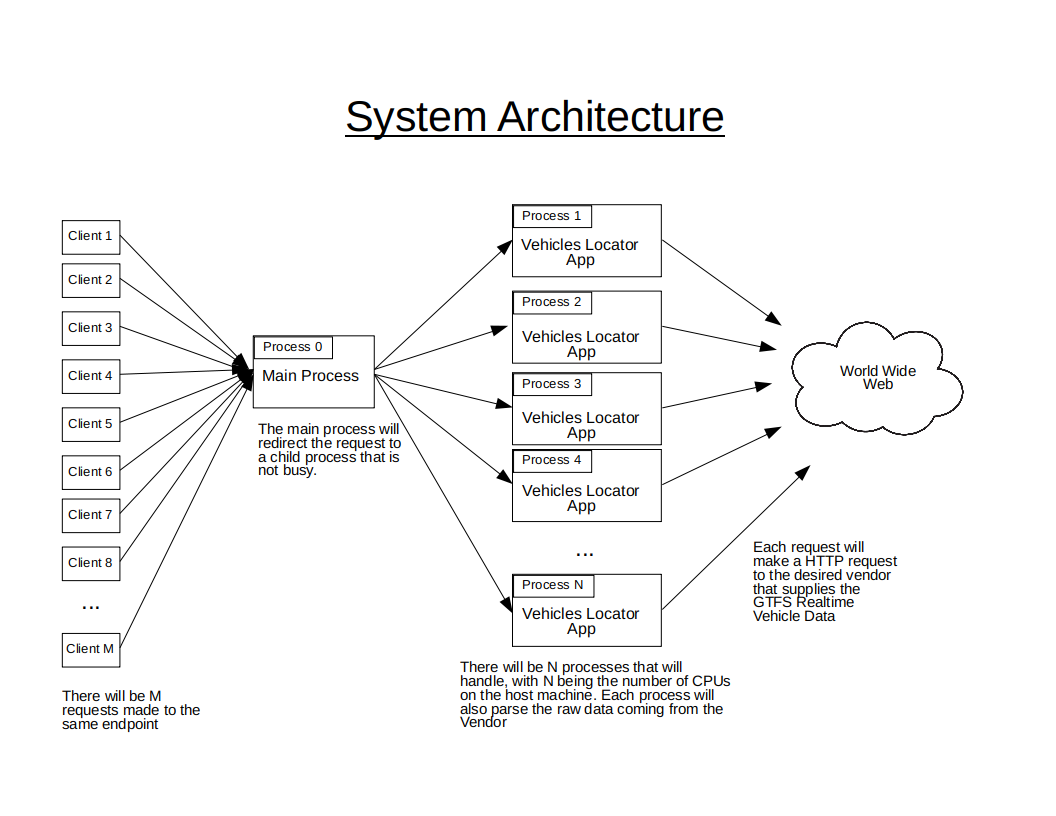 System Architecture
Client 1
Client 2
Client 3
Client 4
Client 5
Client 6
Client 7
Client 8
...
Client M
There will be M
requests made to the
same endpoint
Process 0
Main Process
The main process will
redirect the request to
a child process that is
not busy.
Process 1
Vehicles Locator
App
Process 2
Vehicles Locator
App
Process 3
Vehicles Locator
App
Process 4
Vehicles Locator
App
...
Process N
Vehicles Locator
App
There will be N processes that will
handle, with N being the number of CPUs
on the host machine. Each process will
also parse the raw data coming from the
Vendor
World Wide
Web
Each request will
make a HTTP request
to the desired vendor
that supplies the
GTFS Realtime
Vehicle Data